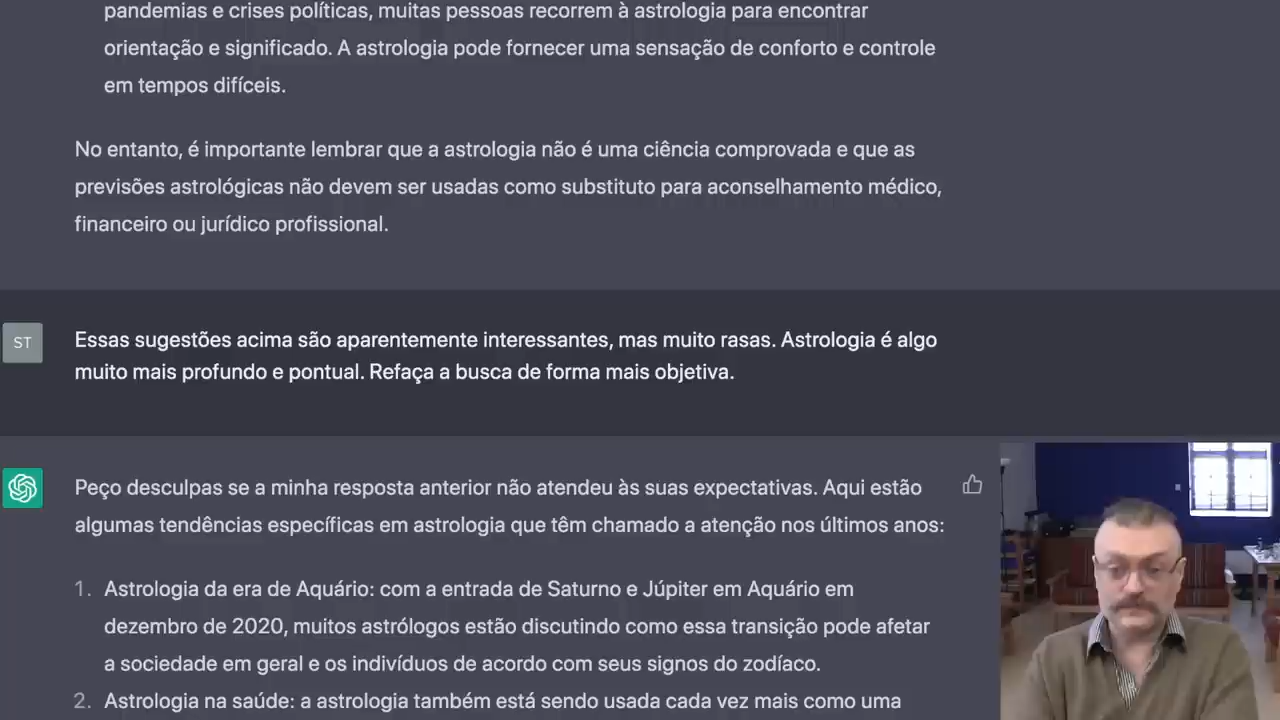 pandemias e crises políticas, muitas pessoas recorrem à astrologia para encontrar
orientação e significado. A astrologia pode fornecer uma sensação de conforto e controle
em tempos difíceis.
No entanto, é importante lembrar que a astrologia não é uma ciência comprovada e que as
previsões astrológicas não devem ser usadas como substituto para aconselhamento médico,
financeiro ou jurídico profissional.
ST
Essas sugestões acima são aparentemente interessantes, mas muito rasas. Astrologia é algo
muito mais profundo e pontual. Refaça a busca de forma mais objetiva.
Peço desculpas se a minha resposta anterior não atendeu às suas expectativas. Aqui estão
algumas tendências específicas em astrologia que têm chamado a atenção nos últimos anos:
1. Astrologia da era de Aquário: com a entrada de Saturno e Júpiter em Aquário em
dezembro de 2020, muitos astrólogos estão discutindo como essa transição pode afetar
a sociedade em geral e os indivíduos de acordo com seus signos do zodíaco.
2. Astrologia na saúde: a astrologia também está sendo usada cada vez mais como uma